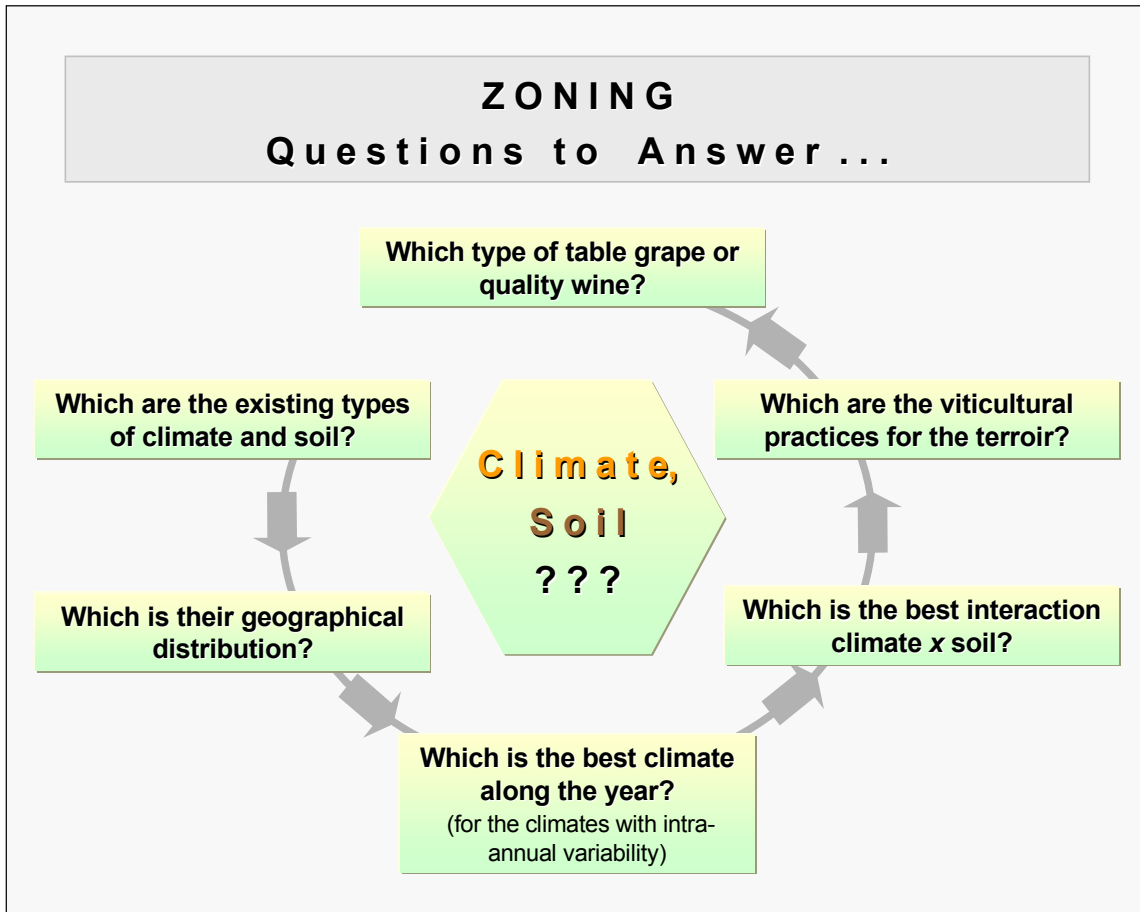 ZONING
Questions to Answer ...
Which type of table grape or
quality wine?
Which are the existing types
of climate and soil?
Which are the viticultural
practices for the terroir?
Climate,
Soil
???
Which is their geographical
distribution?
Which is the best interaction
climate x soil?
Which is the best climate
along the year?
(for the climates with intra-
annual variability)